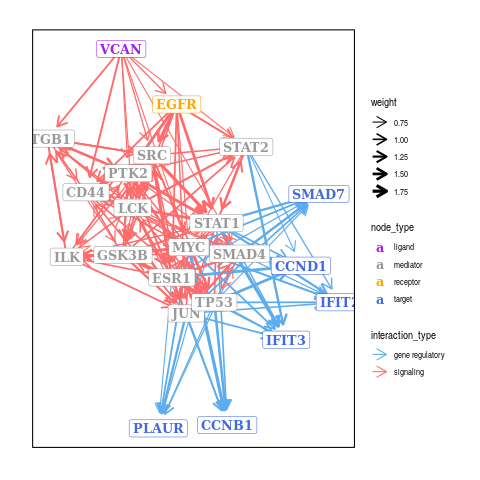 VCAN
EGFR
TGB1
SRC
STAT2
PTK2
CD44
SMAD7
LCK
STAT1
MYC
ILK
GSK3B
SMAD4
CCND1
ESR1
TP53
IFIT2
JUN
IFIT3
PLAUR
CCNB1
weight
0.75
1.00
1.25
1.50
1.75
node_type
a ligand
a mediator
a receptor
a target
interaction_type
gene regulatory
signaling